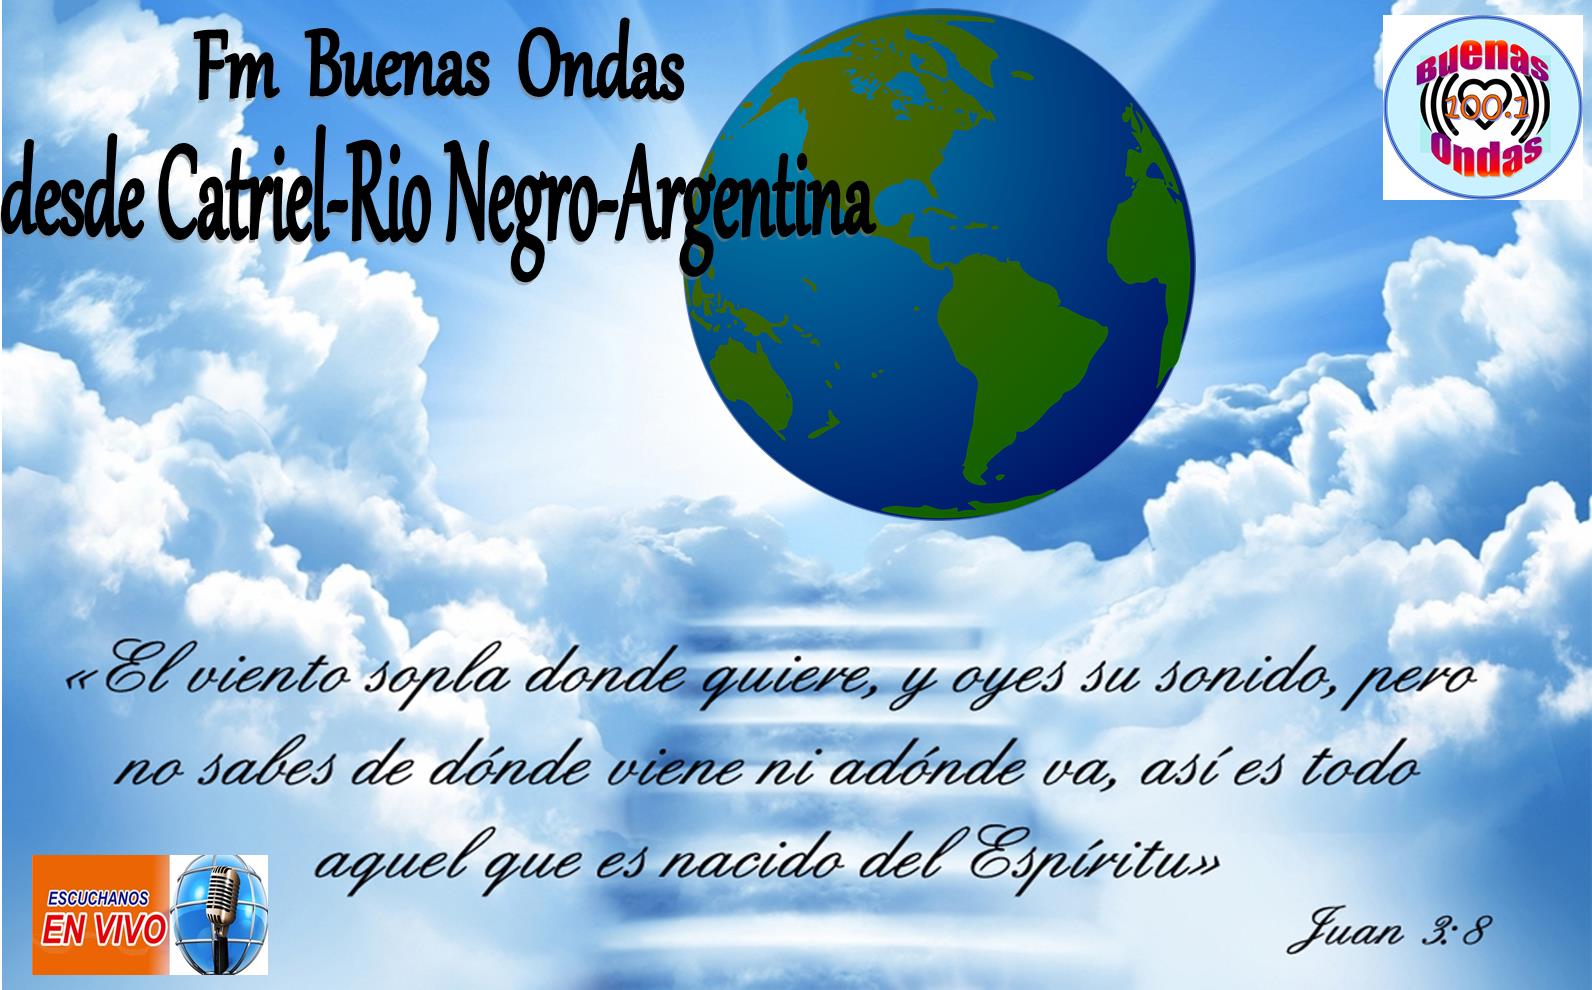 Fm Buenas Ondas
desde Catriel-Rio Negro-Argentina
Buenas
100.1
Ondas
«El viento sopla donde quiere, y oyes su sonido, pero
no sabes de dónde viene ni adónde va, así es todo
aquel que es nacido del Espíritu»
Juan 3:8
ESCUCHANOS
EN VIVO